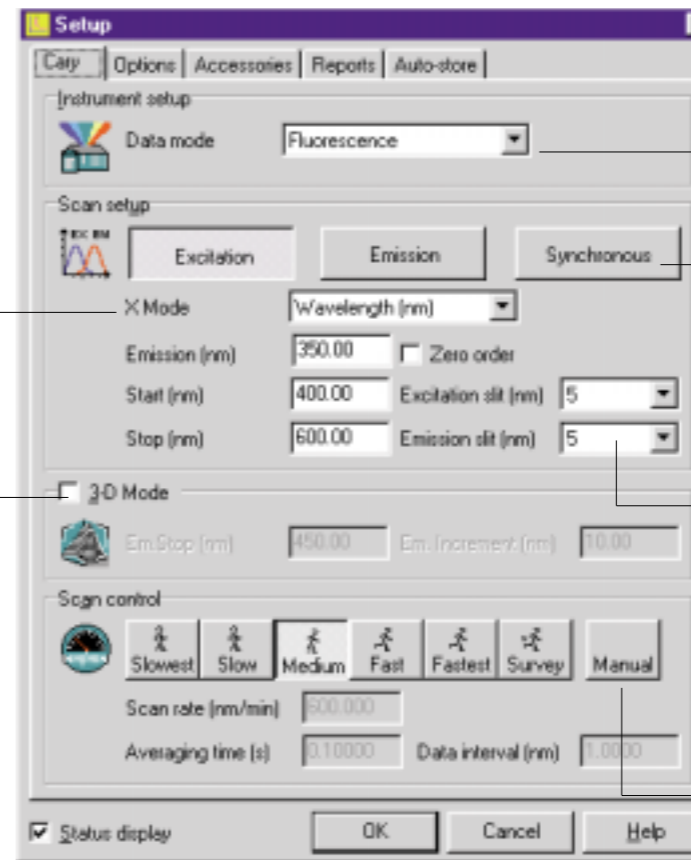 Setup
Cary Options Accessories Reports Auto-store
Instrument setup
Data mode Fluorescence
Scan setup
EX EM
Excitation Emission Synchronous
X Mode Wavelength (nm)
Emission (nm) 350.00 Zero order
Start (nm) 400.00 Excitation slit (nm) 5
Stop (nm) 600.00 Emission slit (nm) 5
3-D Mode
Em.Stop (nm) 450.00 Em. Increment (nm) 10.00
Scan control
Slowest Slow Medium Fast Fastest Survey Manual
Scan rate (nm/min) 600.000
Averaging time (s) 0.10000 Data interval (nm) 1.0000
Status display OK Cancel Help